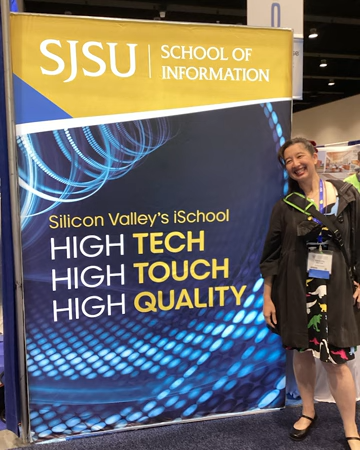 SJSU SCHOOL OF
INFORMATION
Silicon Valley's iSchool
HIGH TECH
HIGH TOUCH
HIGH QUALITY